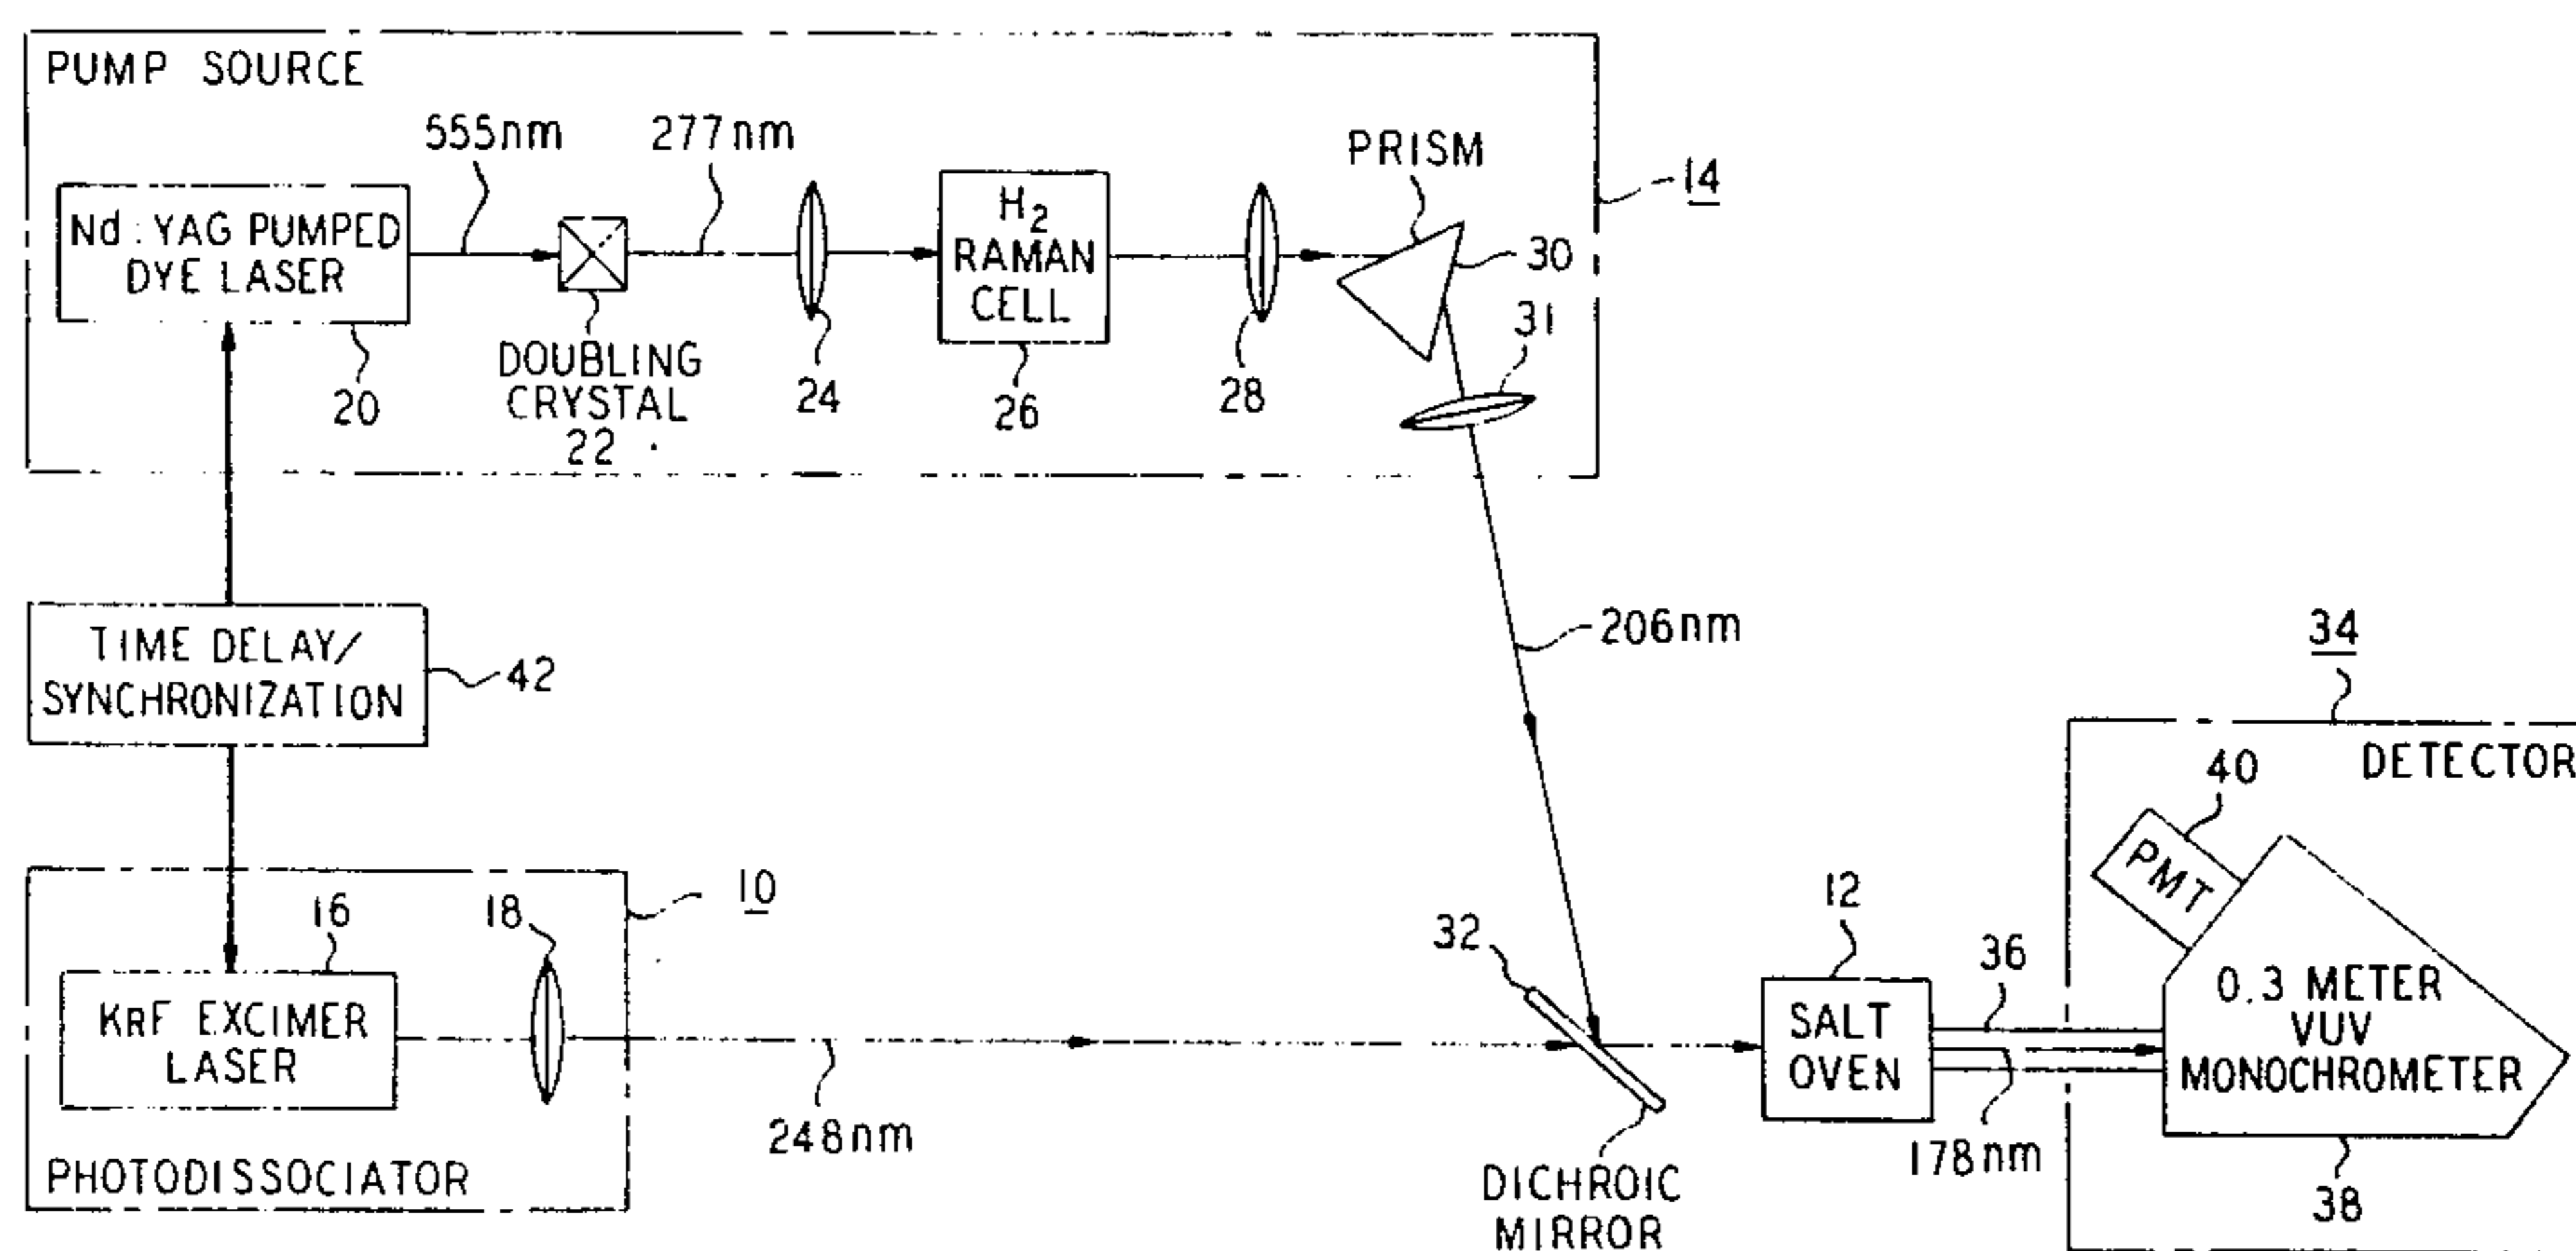 PUMP SOURCE
555nm
277nm
PRISM
14
Nd : YAG PUMPED
DYE LASER
H2
RAMAN
CELL
30
31
20
DOUBLING
CRYSTAL
22
24
26
28
TIME DELAY/
SYNCHRONIZATION
42
206nm
34
DETECTOR
40
PMT
10
16
18
32
12
36
KRF EXCIMER
LASER
SALT
OVEN
0.3 METER
VUV
MONOCHROMETER
248nm
178nm
PHOTODISSOCIATOR
DICHROIC
MIRROR
38